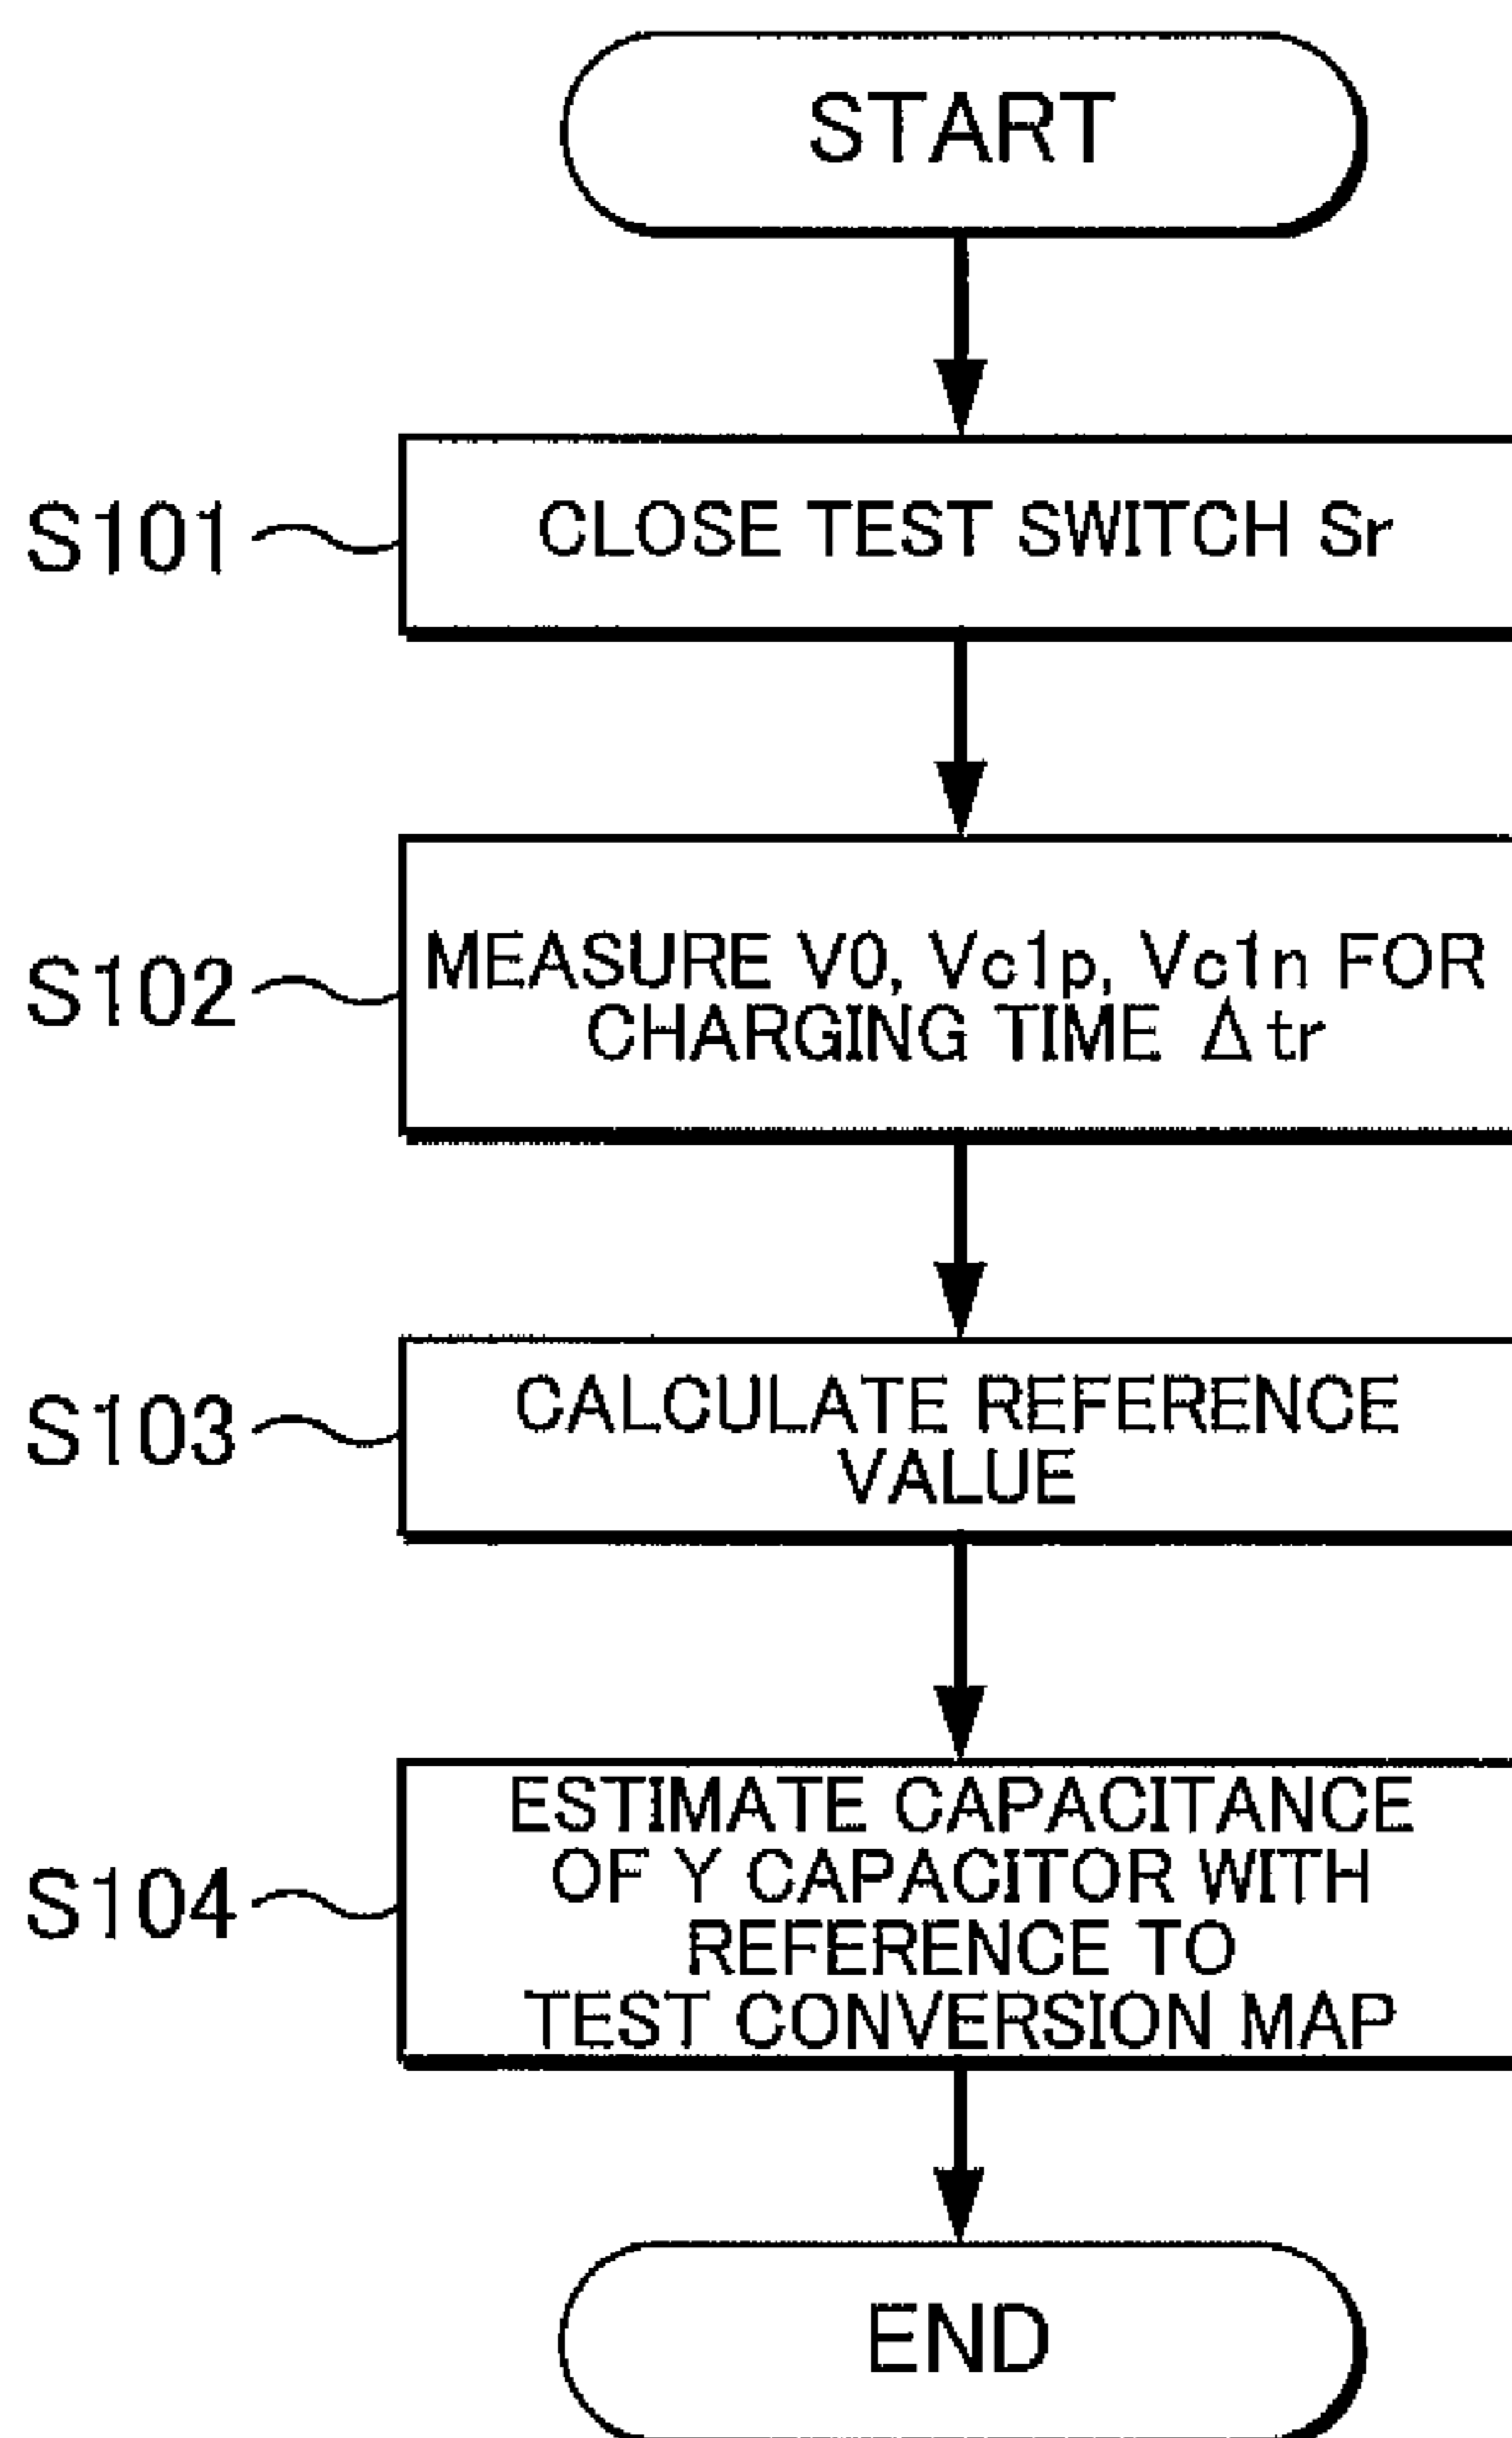 START
S101
CLOSE TEST SWITCH Sr
S102
MEASURE V0, Vc1p, Vc1n FOR
CHARGING TIME Δtr
S103
CALCULATE REFERENCE
VALUE
S104
ESTIMATE CAPACITANCE
OF Y CAPACITOR WITH
REFERENCE TO
TEST CONVERSION MAP
END